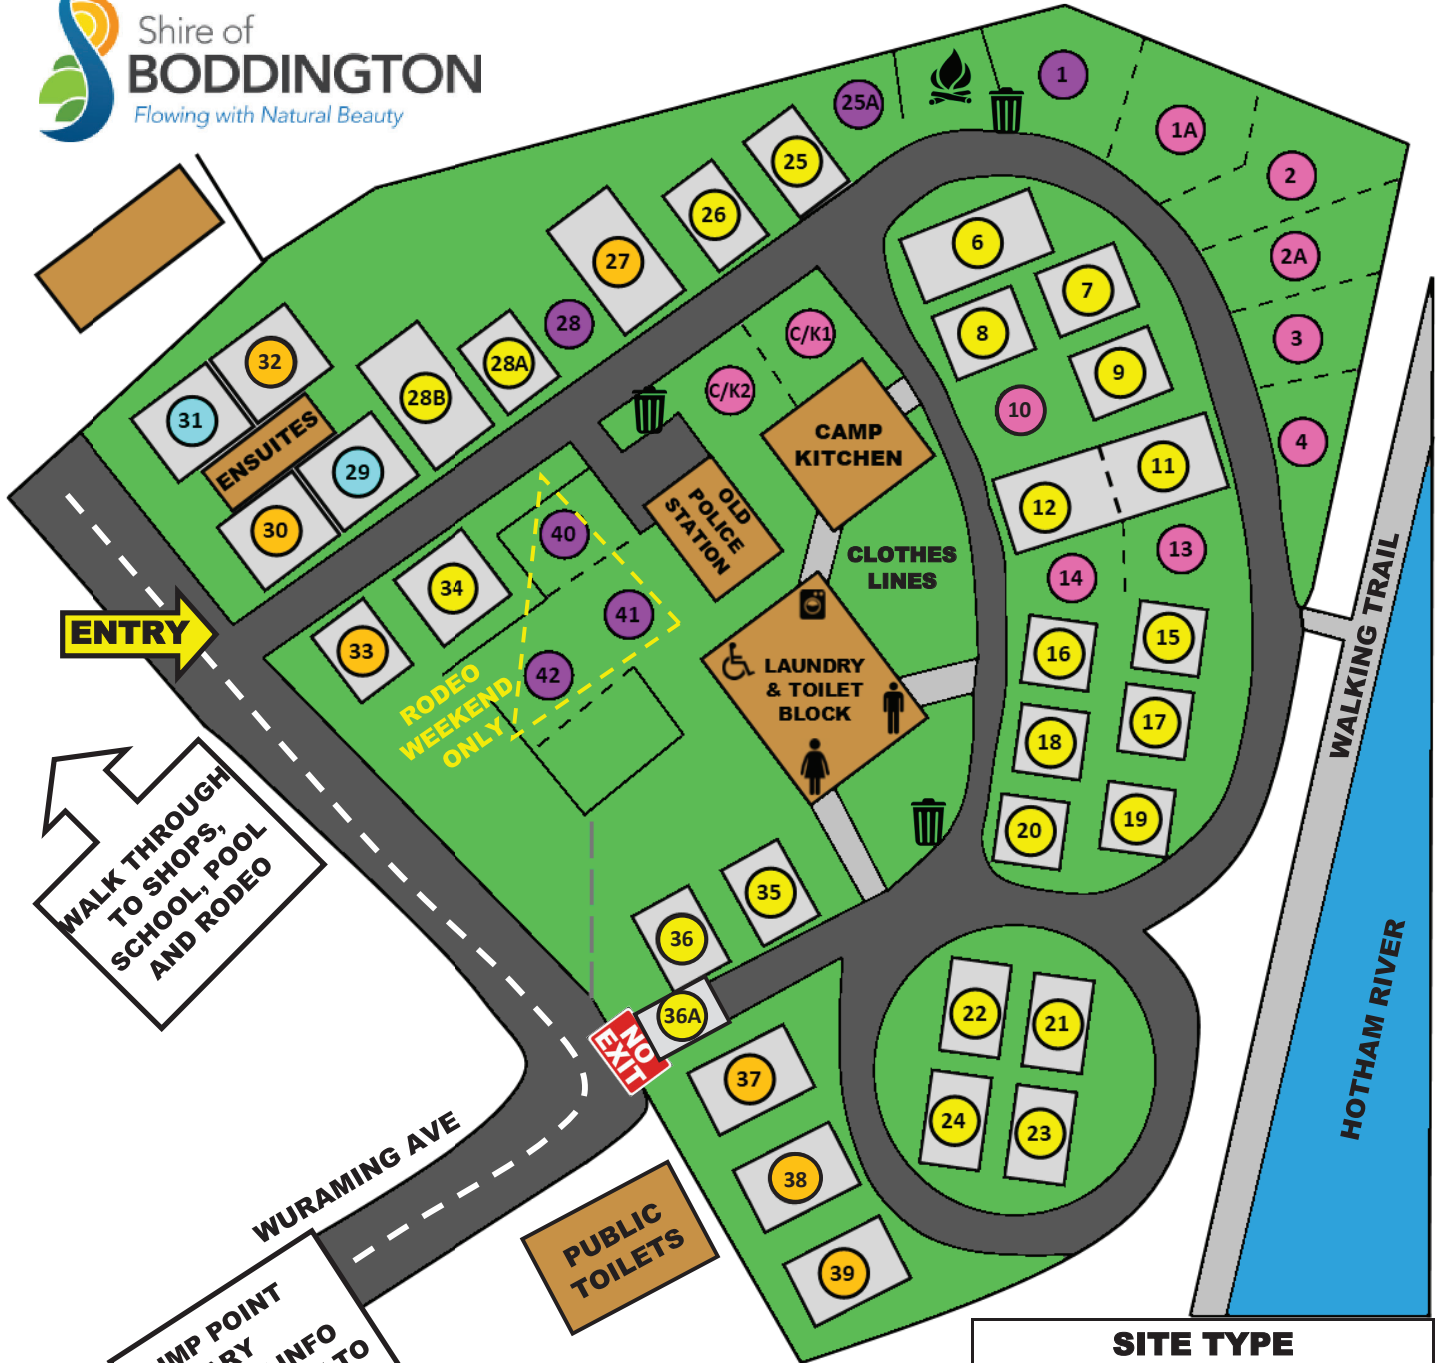 Shire of
BODDINGTON
Flowing with Natural Beauty
1
25A
1A
25
2
26
6
2A
27
7
28
C/K1
8
3
32
28A
9
C/K2
28B
10
31
ENSUITES
CAMP
KITCHEN
4
29
11
12
30
OLD
POLICE
STATION
40
13
CLOTHES
LINES
14
34
41
33
ENTRY
15
16
42
LAUNDRY
& TOILET
BLOCK
RODEO
WEEKEND
ONLY
17
18
WALKING TRAIL
19
20
WALK THROUGH
TO SHOPS,
SCHOOL, POOL
AND RODEO
35
36
36A
22
21
NO
EXIT
37
24
23
HOTHAM RIVER
WURAMING AVE
38
PUBLIC
TOILETS
39
POINT
INFO
TO
SITE TYPE